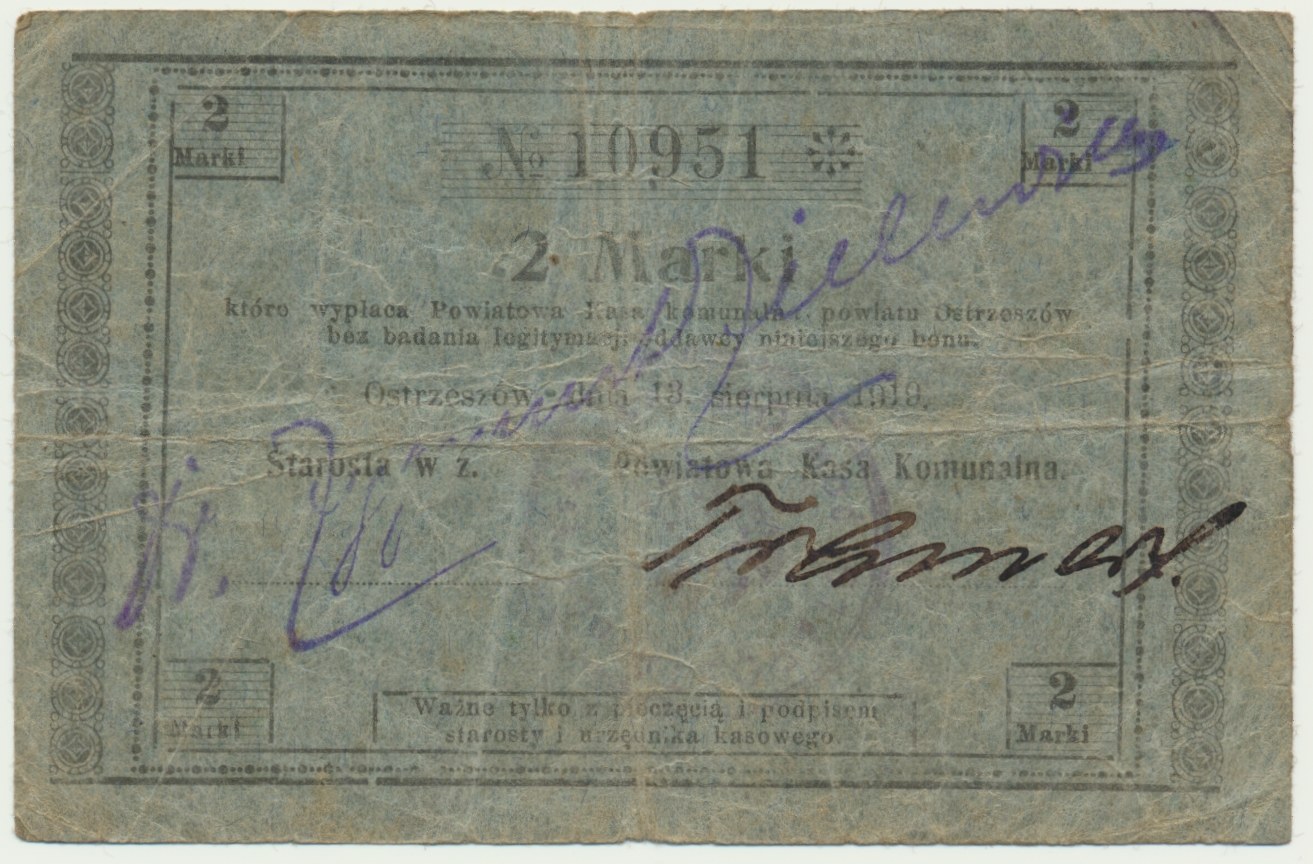 2
Marki
№ 10951
2
Marki
2 Marki
któro wypłaca Powiatowa Kasa komunalna powiatu Ostrzeszów
bez badania legitymacji oddawcy niniejszego bonu.
Ostrzeszów dnia 13. sierpnia 1919.
Starosta w z.
Powiatowa Kasa Komunalna.
2
Marki
Ważne tylko z pieczęcią i podpisem
starosty i urzędnika kasowego.
2
Marki